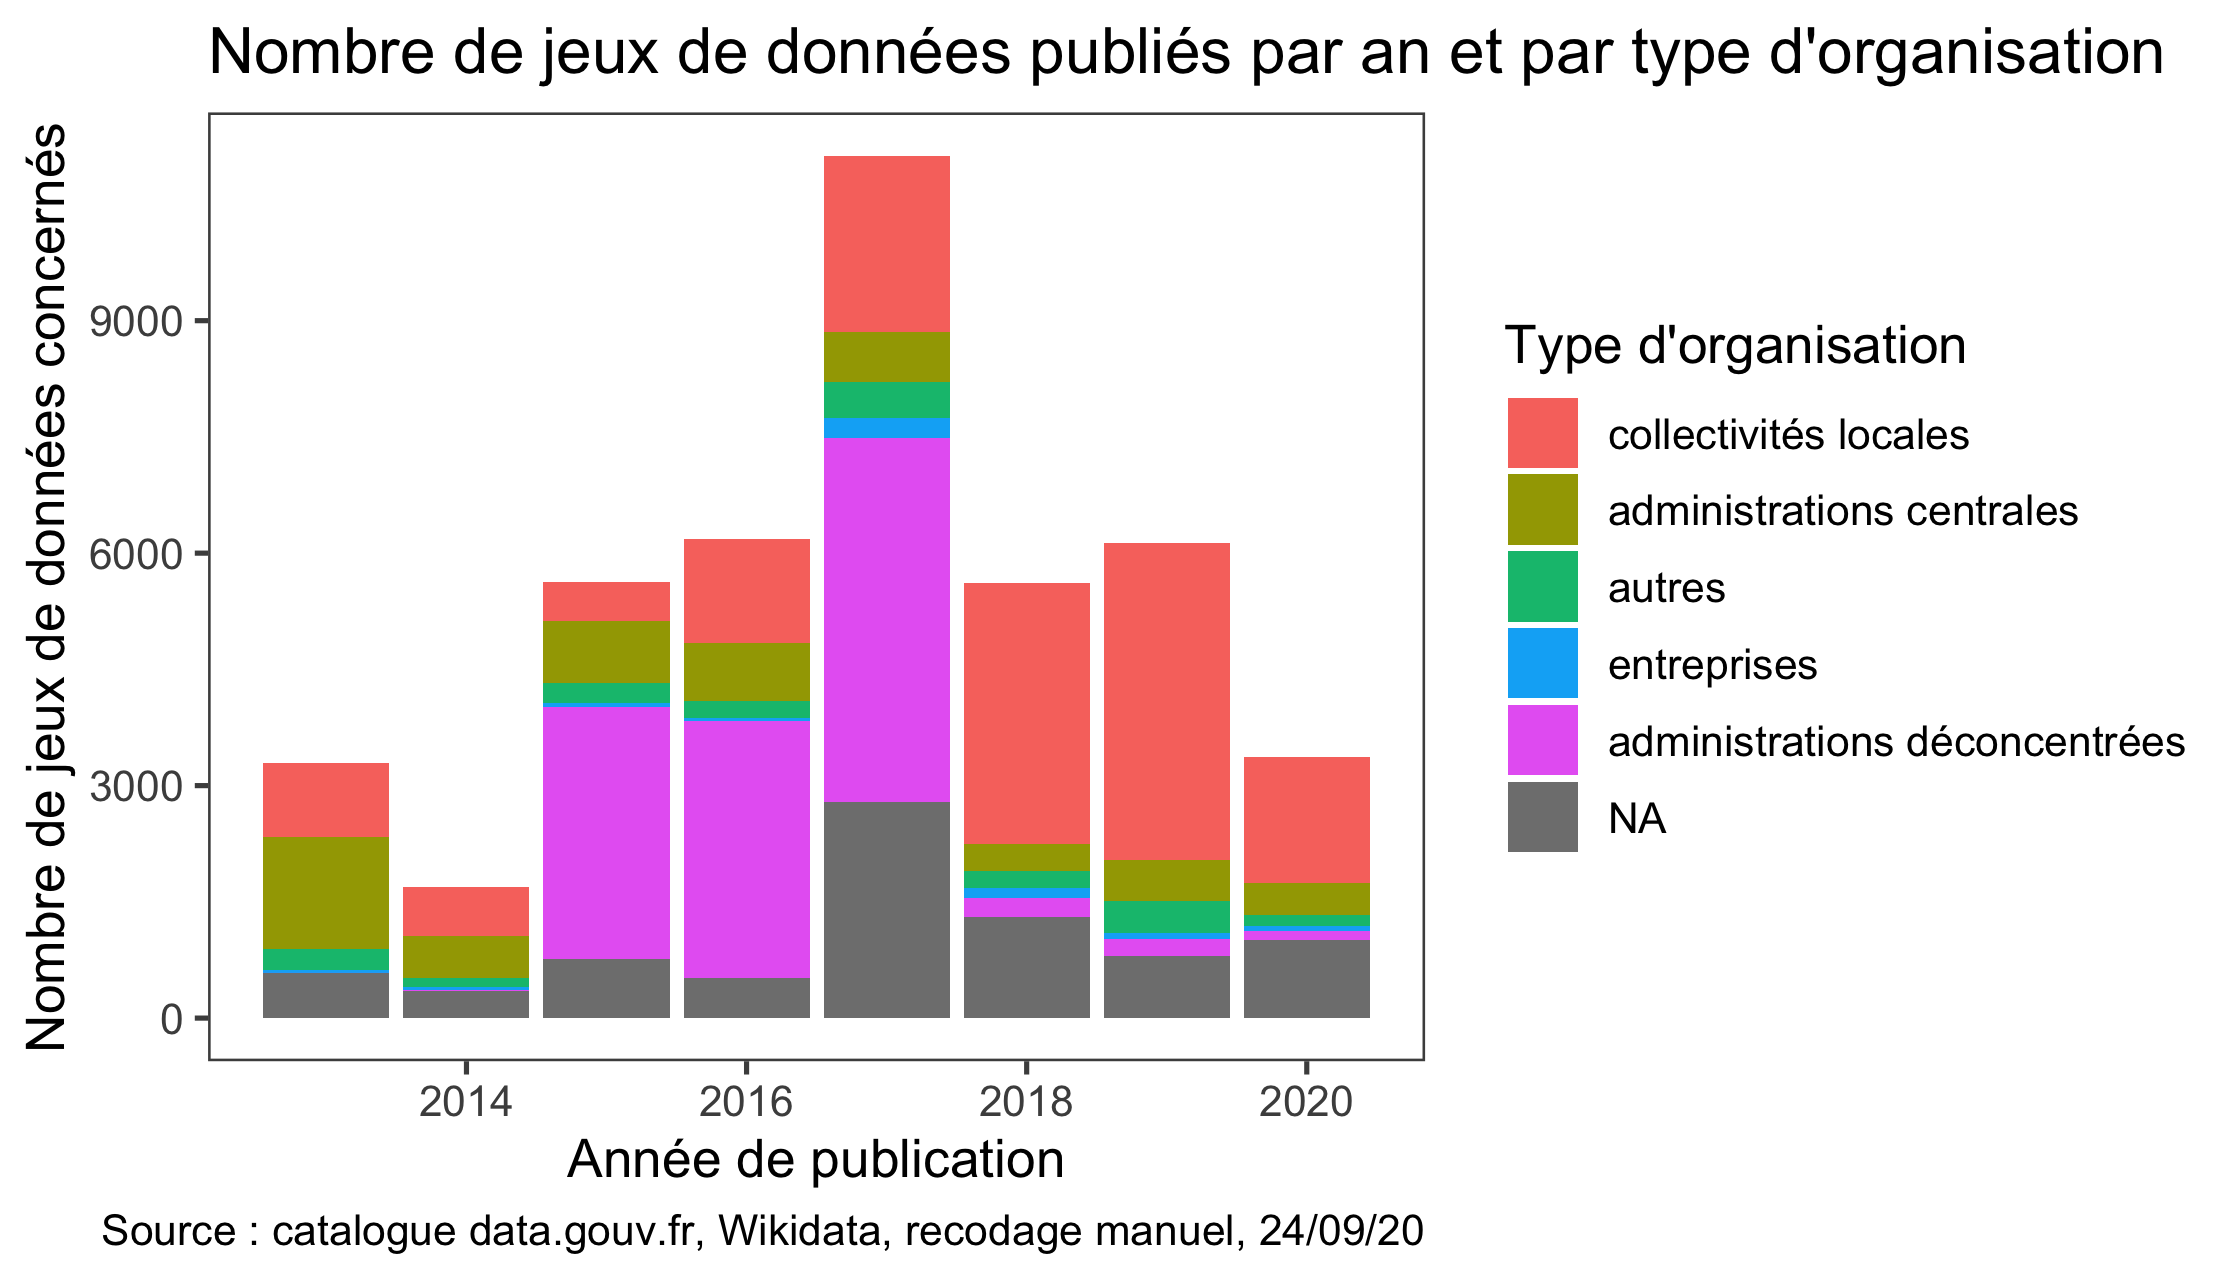 Nombre de jeux de données publiés par an et par type d'organisation
Nombre de jeux de données concernés
9000
6000
3000
0
2014 2016 2018 2020
Année de publication
Type d'organisation
collectivités locales
administrations centrales
autres
entreprises
administrations déconcentrées
NA
Source : catalogue data.gouv.fr, Wikidata, recodage manuel, 24/09/20